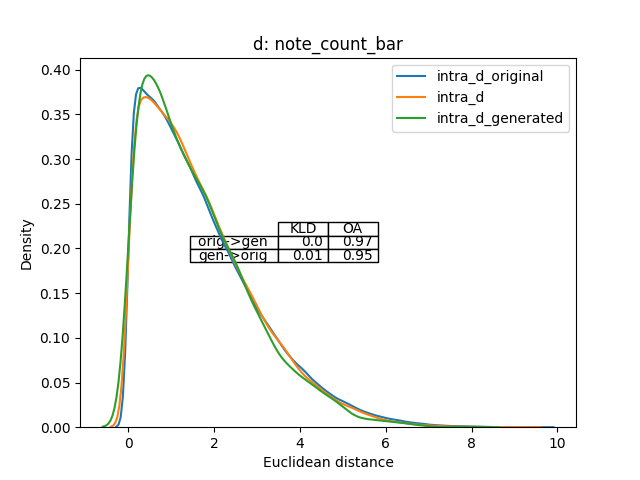 d: note_count_bar
0.40
0.35
0.30
0.25
0.20
0.15
0.10
0.05
0.00
Density
intra_d_original
intra_d
intra_d_generated
KLD OA
orig->gen 0.0 0.97
gen->orig 0.01 0.95
0 2 4 6 8 10
Euclidean distance